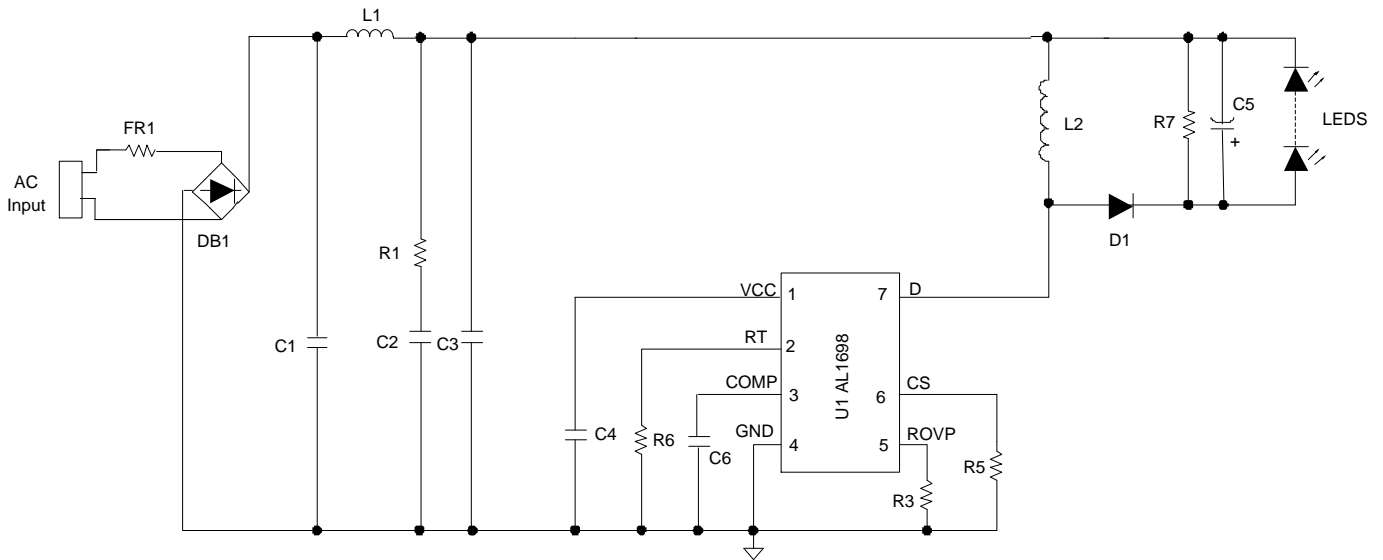 L1
FR1
AC
Input
DB1
C1
R1
C2
C3
L2
R7
C5
+
LEDS
D1
VCC
1
7
D
RT
2
COMP
3
U1 AL1698
6
CS
GND
4
5
ROVP
C4
R6
C6
R3
R5